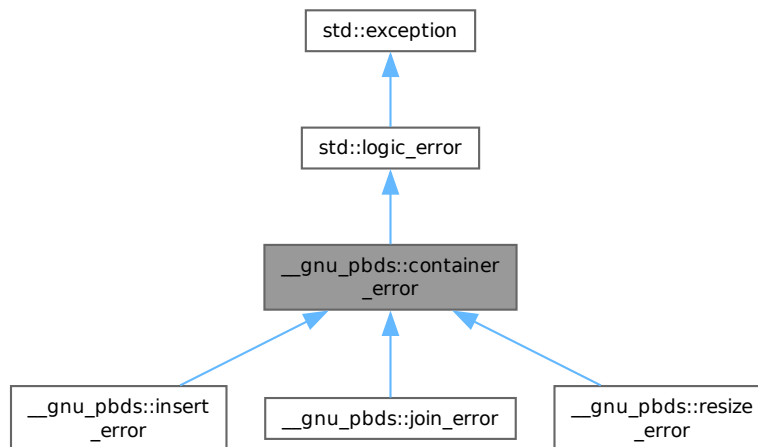 std::exception
std::logic_error
__gnu_pbds::container
_error
__gnu_pbds::insert
_error
__gnu_pbds::join_error
__gnu_pbds::resize
_error